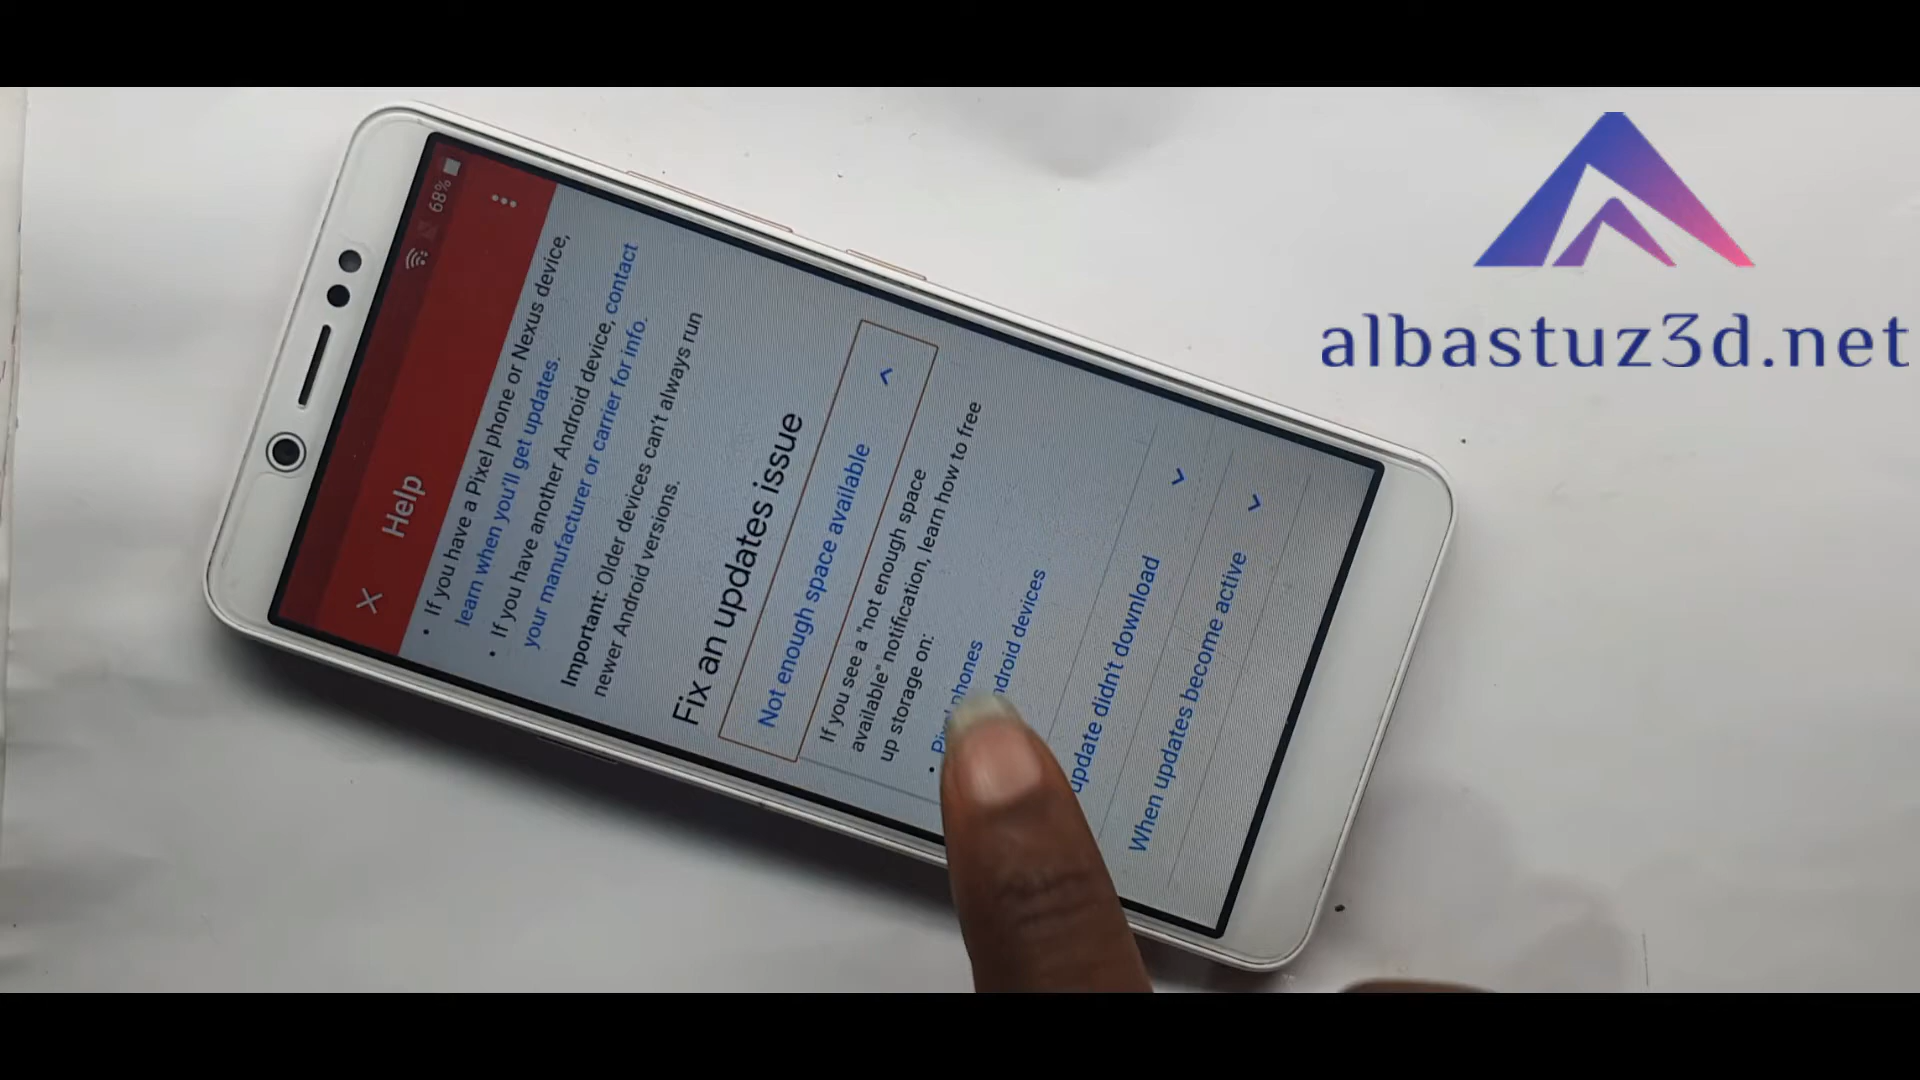 68%
Help
• If you have a Pixel phone or Nexus device,
learn when you'll get updates.
• If you have another Android device, contact
your manufacturer or carrier for info.
Important: Older devices can't always run
newer Android versions.
Fix an updates issue
Not enough space available
If you see a "not enough space
available" notification, learn how to free
up storage on:
• Pixel phones
ndroid devices
update didn't download
When updates become active
albastuz3d.net